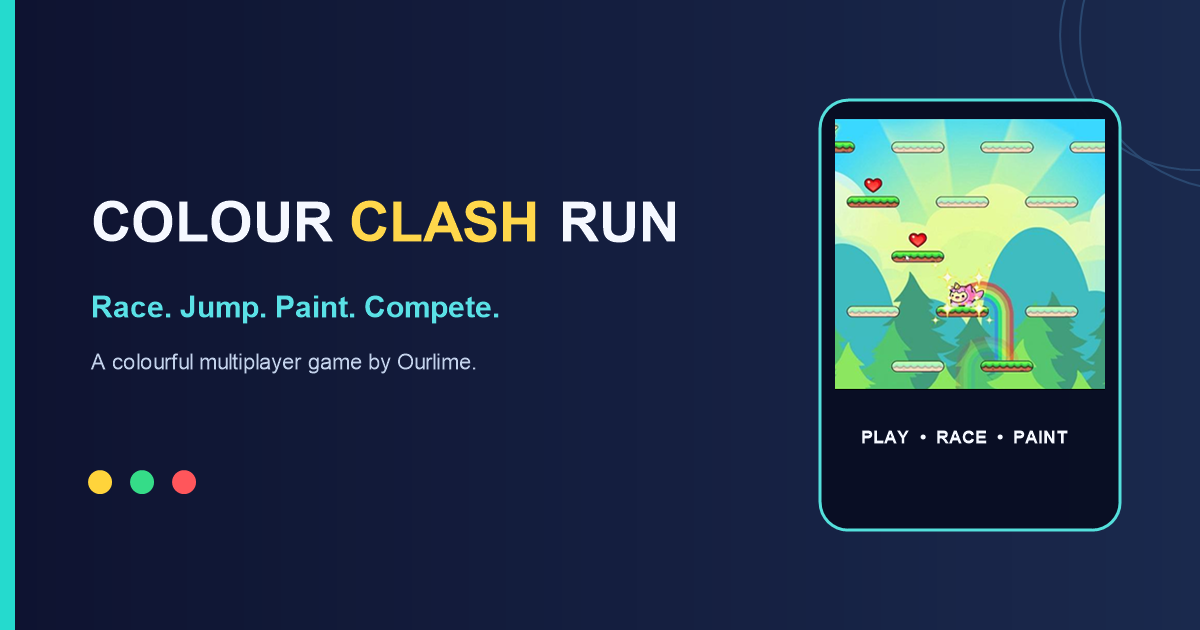 COLOUR CLASH RUN
Race. Jump. Paint. Compete.
A colourful multiplayer game by Ourlime.
PLAY • RACE • PAINT